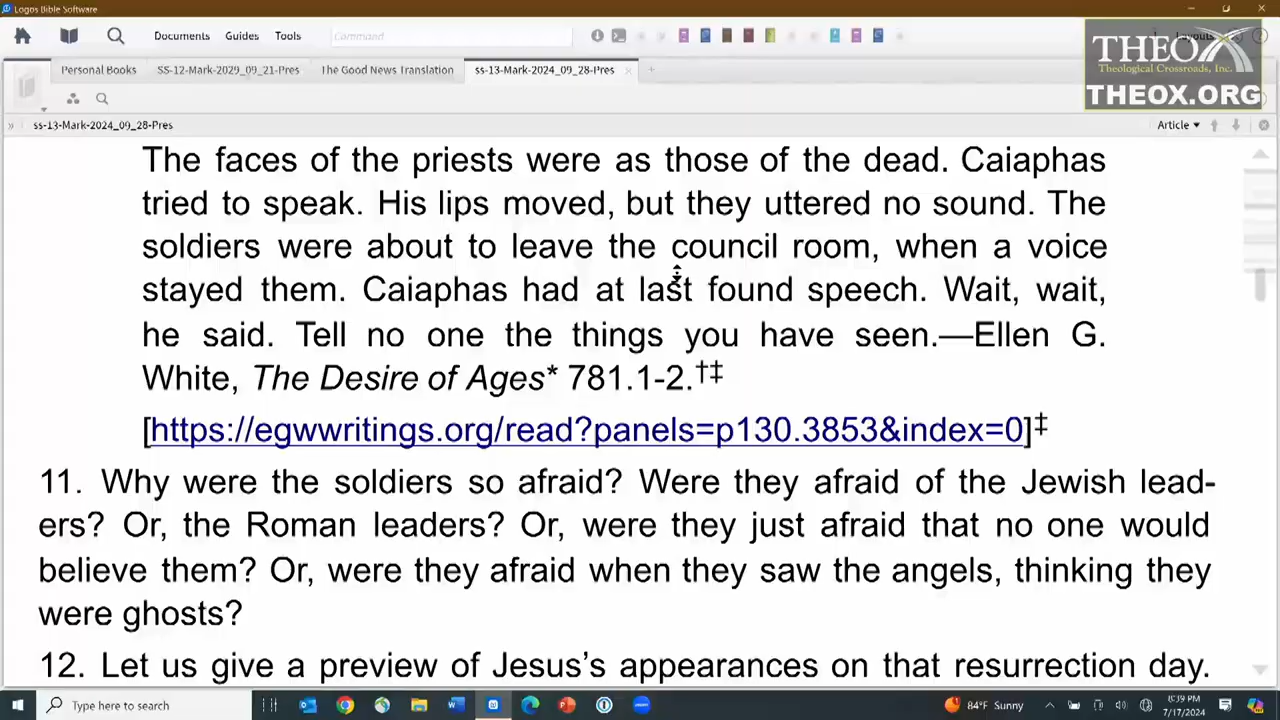 Logos Bible Software
Documents Guides Tools Command
THEOX
Theological Crossroads, Inc.
THEOX.ORG
Personal Books SS-12-Mark-2029_09_21-Pres The Good News Trans ss-13-Mark-2024_09_28-Pres
ss-13-Mark-2024_09_28-Pres Article
The faces of the priests were as those of the dead. Caiaphas
tried to speak. His lips moved, but they uttered no sound. The
soldiers were about to leave the council room, when a voice
stayed them. Caiaphas had at last found speech. Wait, wait,
he said. Tell no one the things you have seen.—Ellen G.
White, The Desire of Ages* 781.1-2.†‡
[https://egwwritings.org/read?panels=p130.3853&index=0]‡
11. Why were the soldiers so afraid? Were they afraid of the Jewish lead-
ers? Or, the Roman leaders? Or, were they just afraid that no one would
believe them? Or, were they afraid when they saw the angels, thinking they
were ghosts?
12. Let us give a preview of Jesus's appearances on that resurrection day.
Type here to search 84°F Sunny 8:39 PM
7/17/2024